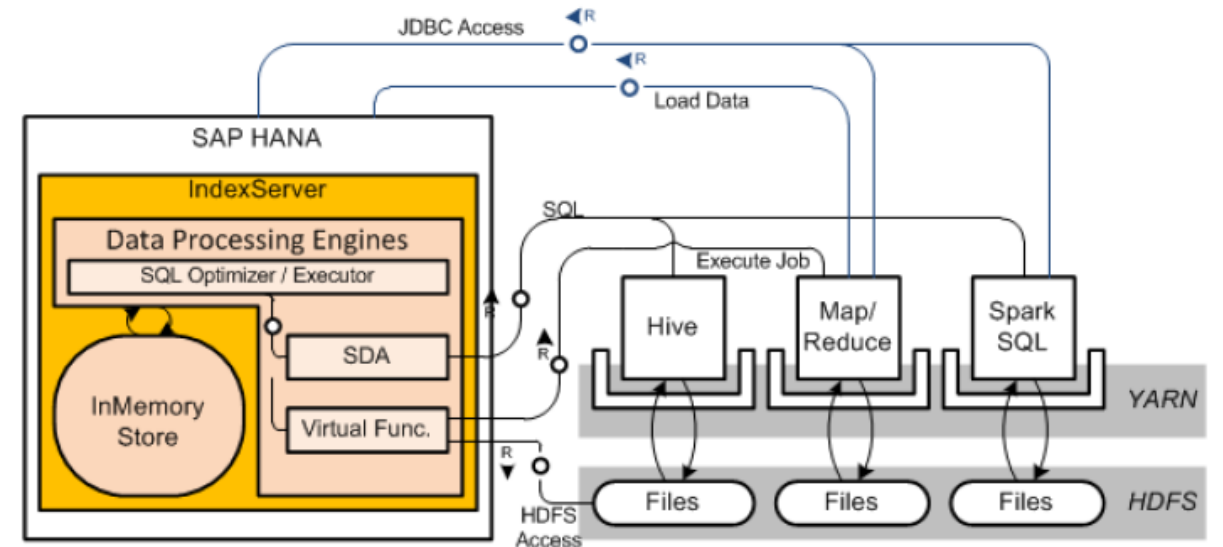 R
JDBC Access
R
Load Data
SAP HANA
IndexServer
Data Processing Engines
SQL Optimizer / Executor
SDA
InMemory
Store
Virtual Func.
R
SQL
R
Execute Job
R
HDFS
Access
Hive
Map/
Reduce
Spark
SQL
YARN
Files
Files
Files
HDFS